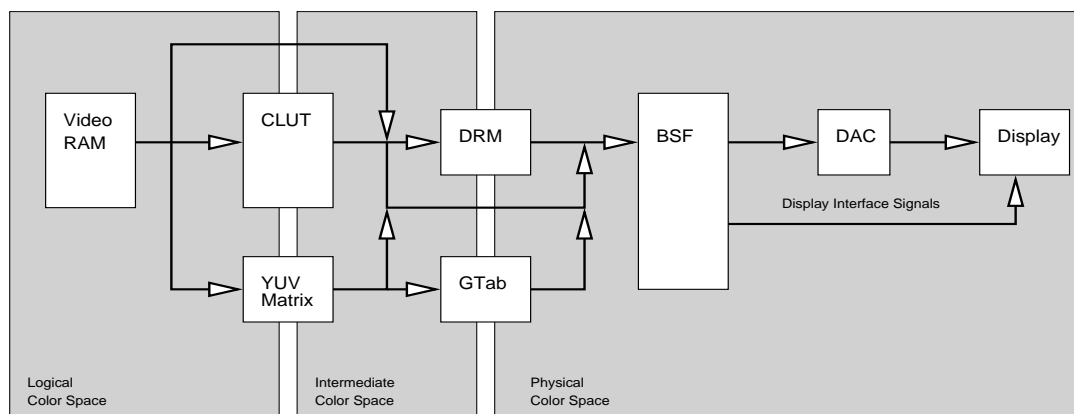 Video
RAM
CLUT
DRM
BSF
DAC
Display
Display Interface Signals
YUV
Matrix
GTab
Logical
Color Space
Intermediate
Color Space
Physical
Color Space